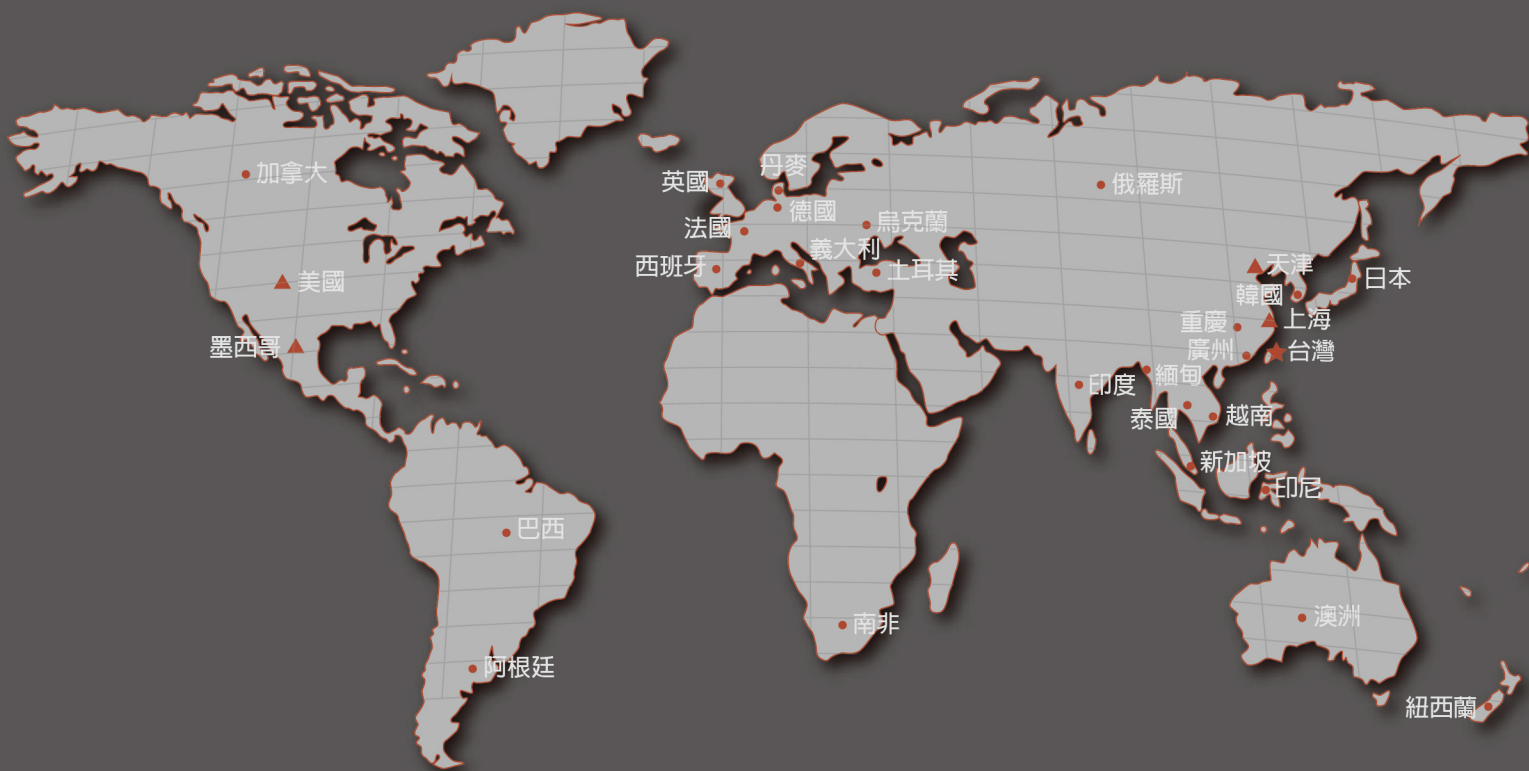 加拿大
美國
墨西哥
巴西
阿根廷
英國
丹麥
德國
法國
烏克蘭
義大利
西班牙
土耳其
俄羅斯
天津
韓國
日本
重慶
上海
廣州
台灣
印度
緬甸
泰國
越南
新加坡
印尼
南非
澳洲
紐西蘭